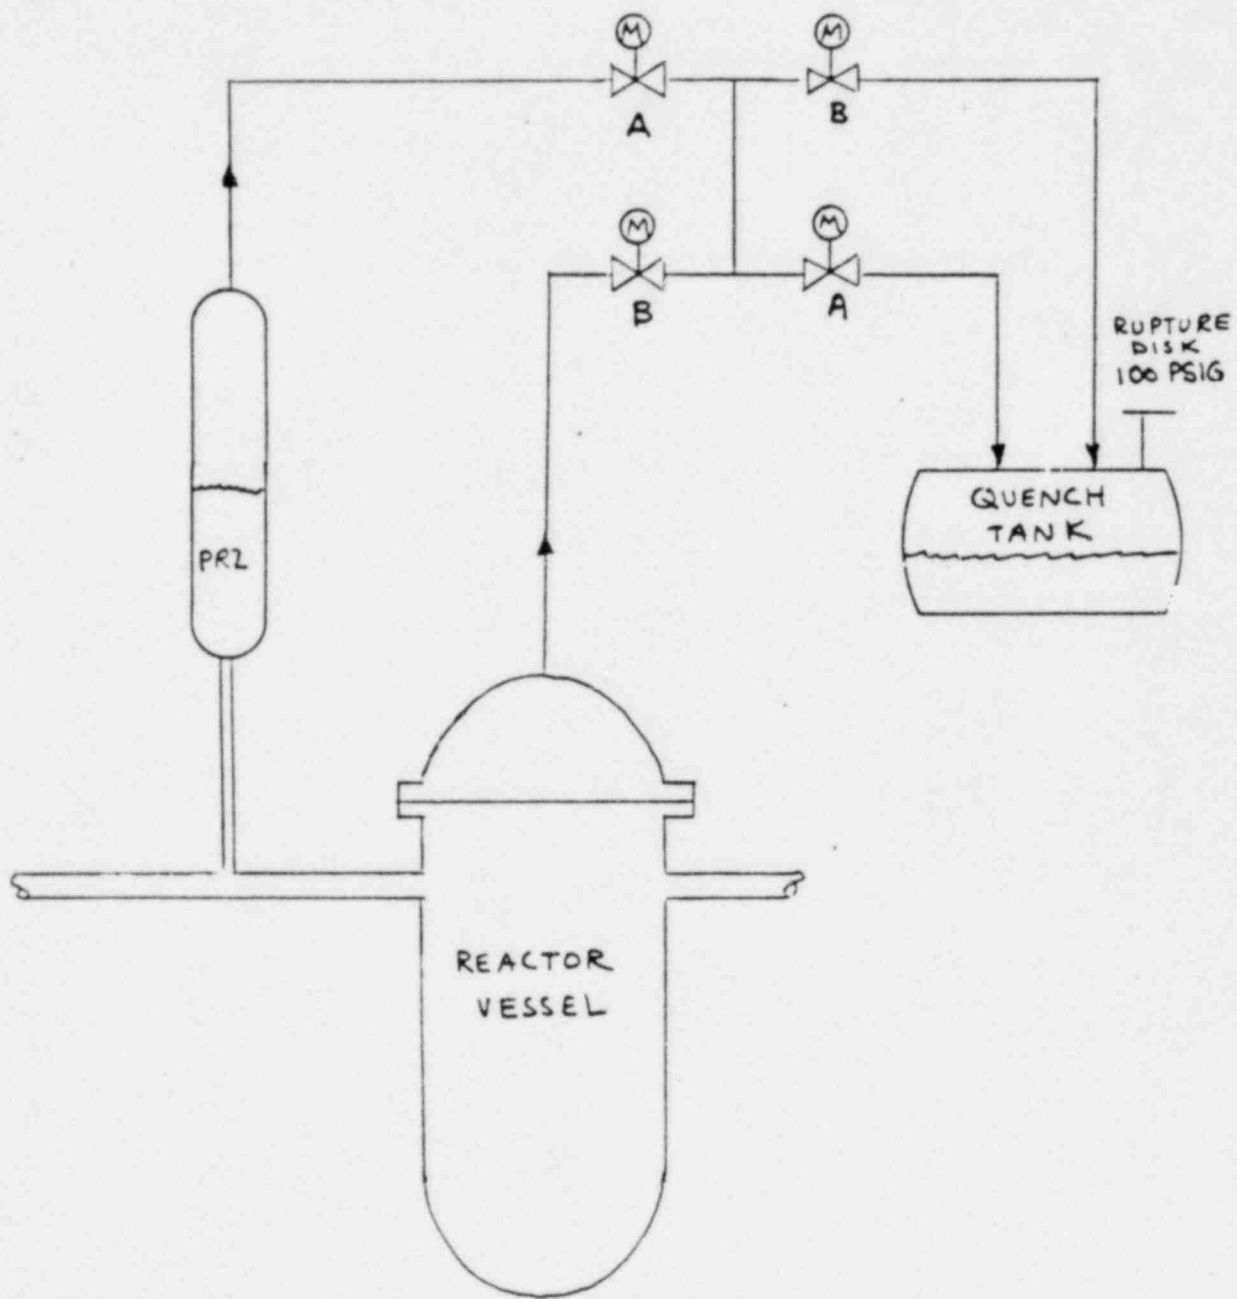 M
M
A
B
M
M
B
A
RUPTURE
DISK
100 PSIG
QUENCH
TANK
PRZ
REACTOR
VESSEL